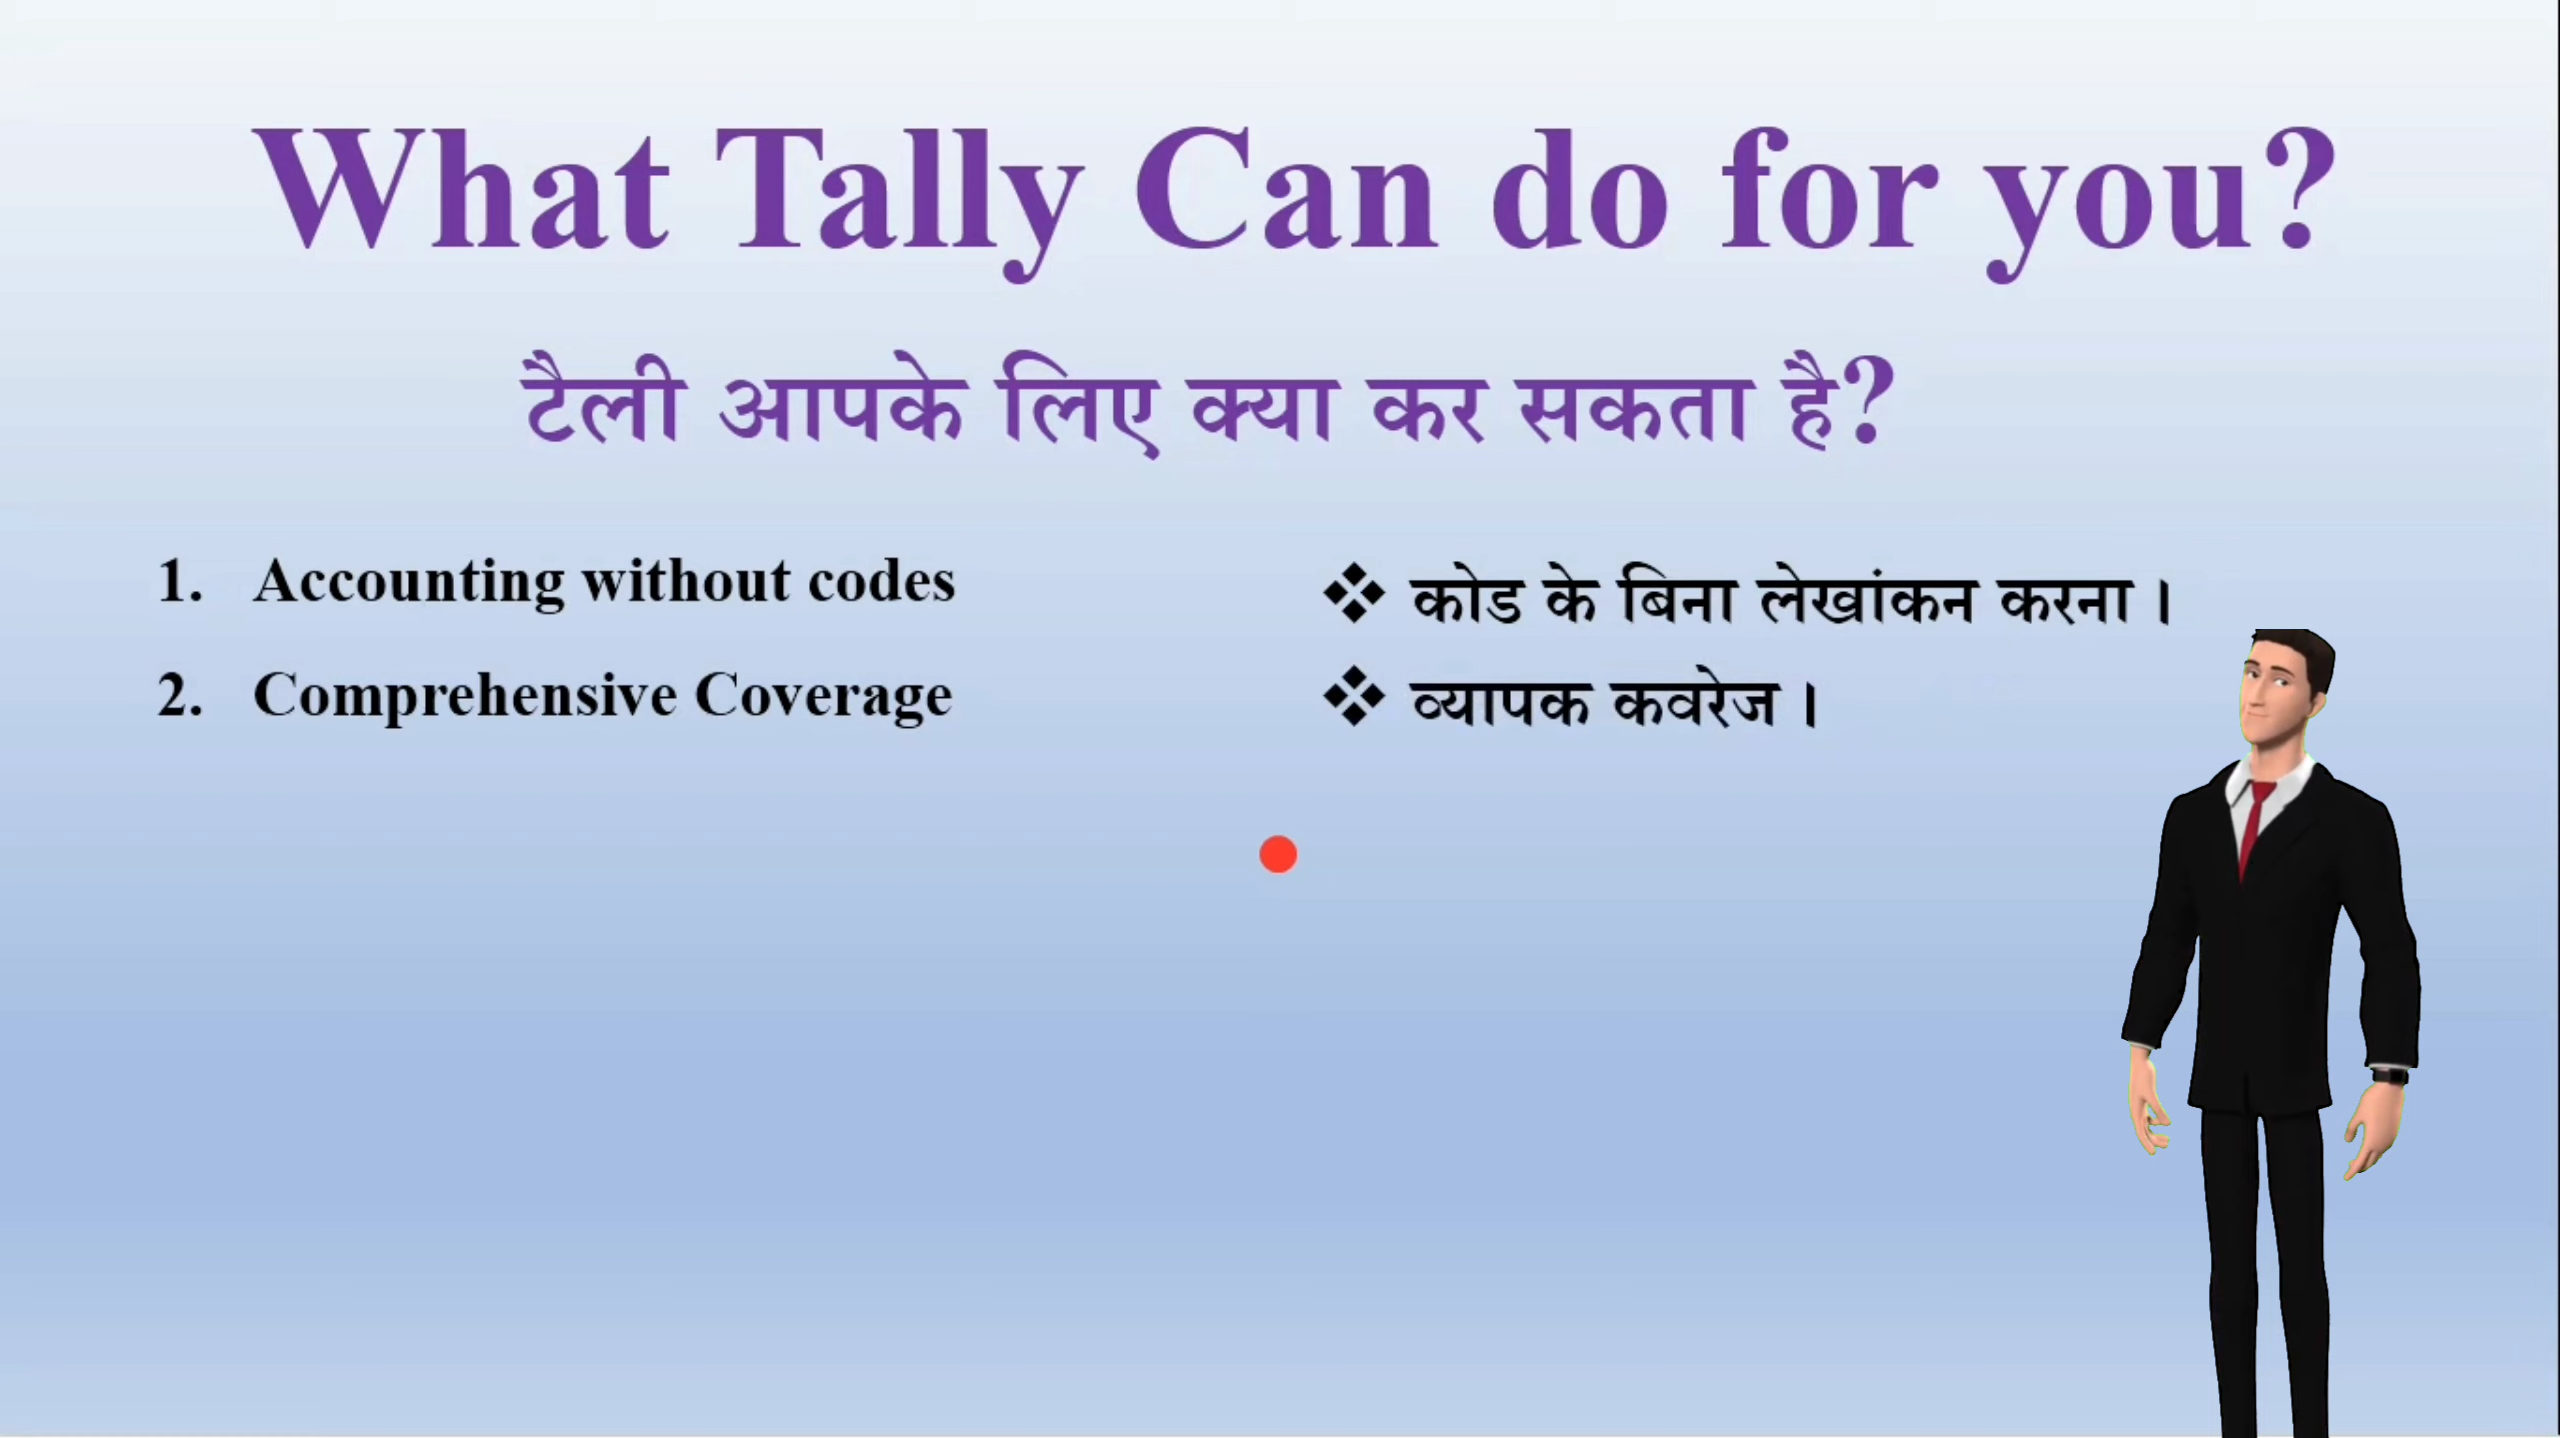 What Tally Can do for you?
टैली आपके लिए क्या कर सकता है?
1. Accounting without codes
❖ कोड के बिना लेखांकन करना।
2. Comprehensive Coverage
❖ व्यापक कवरेज।